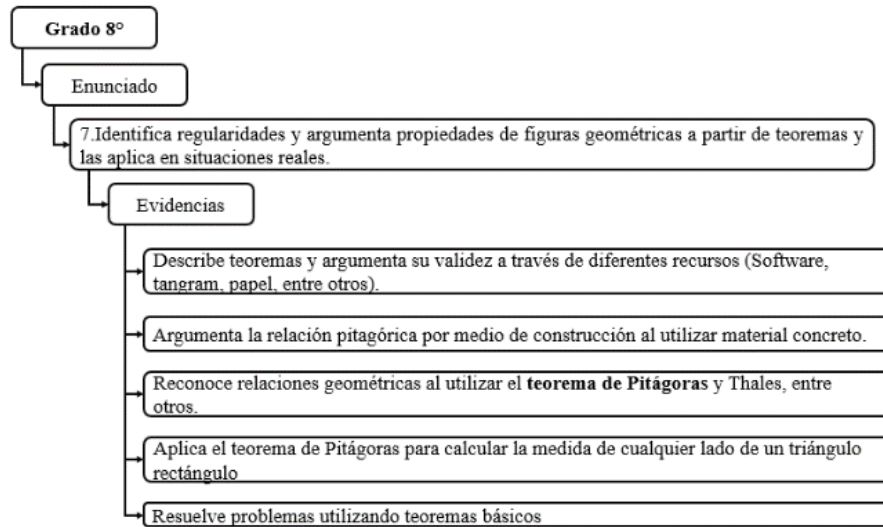 Grado 8°
Enunciado
7.Identifica regularidades y argumenta propiedades de figuras geométricas a partir de teoremas y
las aplica en situaciones reales.
Evidencias
Describe teoremas y argumenta su validez a través de diferentes recursos (Software,
tangram, papel, entre otros).
Argumenta la relación pitagórica por medio de construcción al utilizar material concreto.
Reconoce relaciones geométricas al utilizar el teorema de Pitágoras y Thales, entre
otros.
Aplica el teorema de Pitágoras para calcular la medida de cualquier lado de un triángulo
rectángulo
Resuelve problemas utilizando teoremas básicos